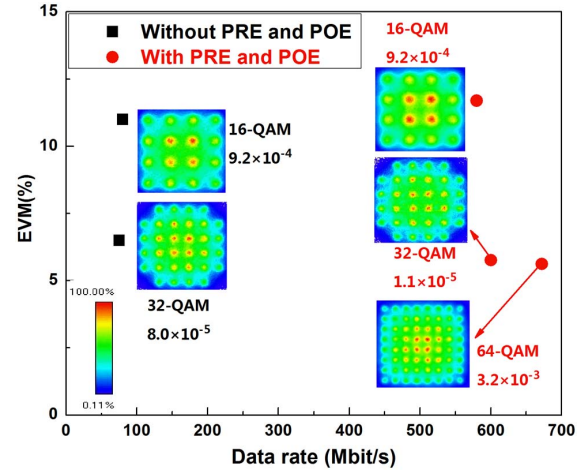 Without PRE and POE
With PRE and POE
16-QAM
9.2×10-4
16-QAM
9.2×10-4
32-QAM
8.0×10-5
32-QAM
1.1×10-5
64-QAM
3.2×10-3
100.00%
0.11%
EVM(%)
15
10
5
0
0 100 200 300 400 500 600 700
Data rate (Mbit/s)